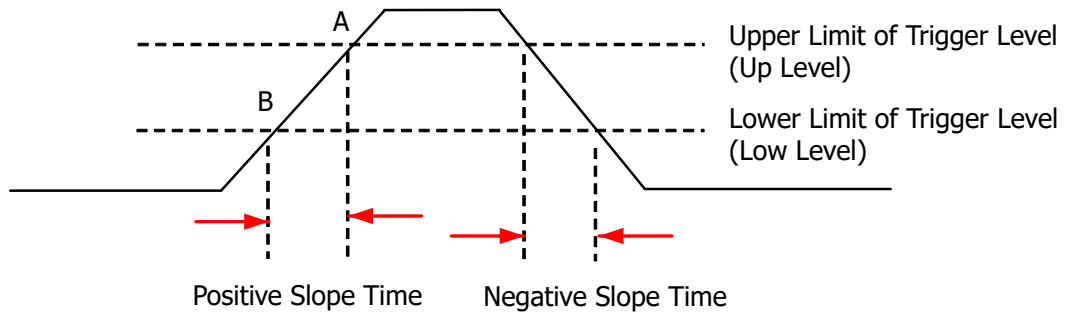 A
Upper Limit of Trigger Level
(Up Level)
B
Lower Limit of Trigger Level
(Low Level)
Positive Slope Time
Negative Slope Time